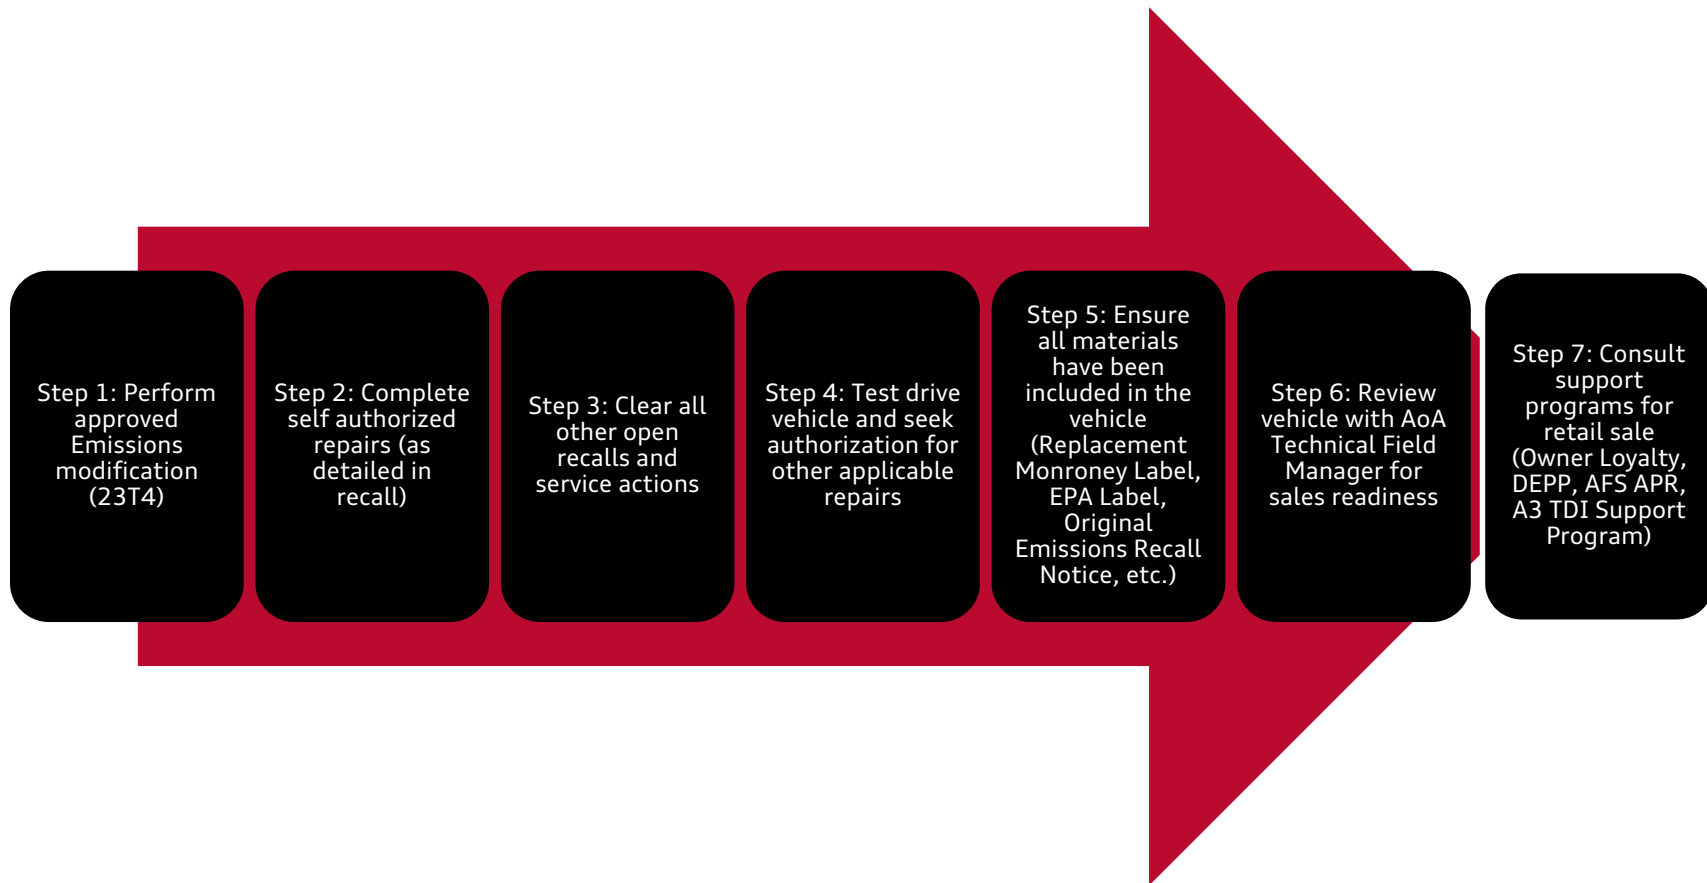 Step 1: Perform
approved
Emissions
modification
(23T4)
Step 2: Complete
self authorized
repairs (as
detailed in
recall)
Step 3: Clear all
other open
recalls and
service actions
Step 4: Test drive
vehicle and seek
authorization for
other applicable
repairs
Step 5: Ensure
all materials
have been
included in the
vehicle
(Replacement
Monroney Label,
EPA Label,
Original
Emissions Recall
Notice, etc.)
Step 6: Review
vehicle with AoA
Technical Field
Manager for
sales readiness
Step 7: Consult
support
programs for
retail sale
(Owner Loyalty,
DEPP, AFS APR,
A3 TDI Support
Program)